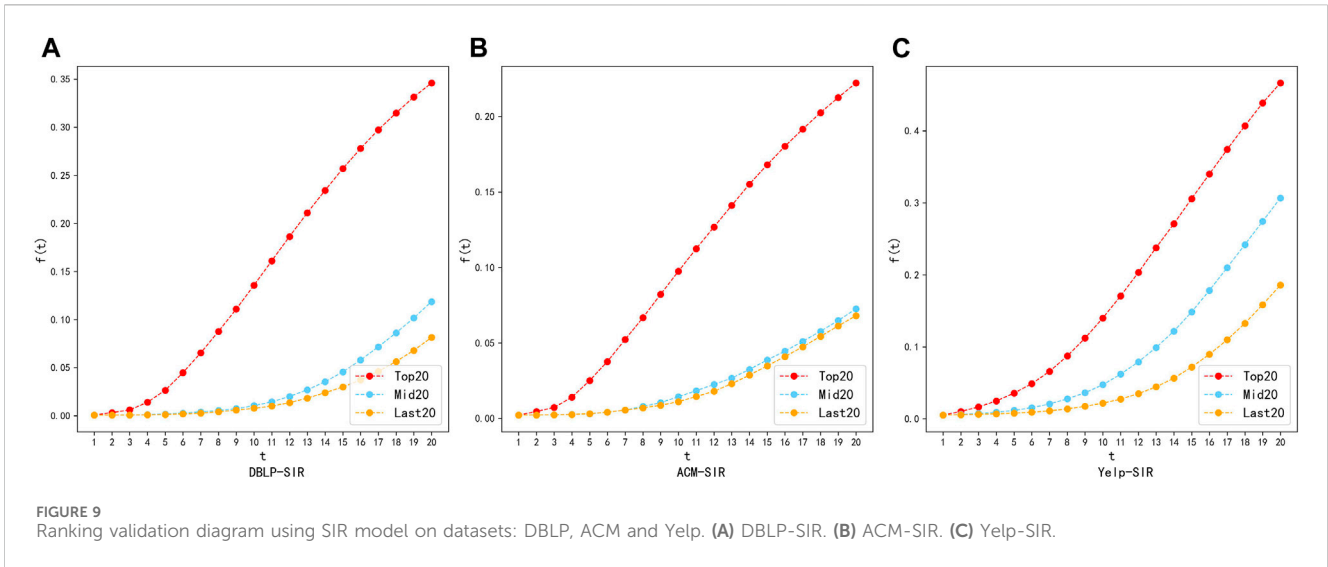 A
0.35
0.30
0.25
0.20
0.15
0.10
0.05
0.00
f(t)
1 2 3 4 5 6 7 8 9 10 11 12 13 14 15 16 17 18 19 20
t
DBLP-SIR
Top20
Mid20
Last20
B
0.20
0.15
0.10
0.05
0.00
f(t)
1 2 3 4 5 6 7 8 9 10 11 12 13 14 15 16 17 18 19 20
t
ACM-SIR
Top20
Mid20
Last20
C
0.4
0.3
0.2
0.1
0.0
f(t)
1 2 3 4 5 6 7 8 9 10 11 12 13 14 15 16 17 18 19 20
t
Yelp-SIR
Top20
Mid20
Last20
FIGURE 9
Ranking validation diagram using SIR model on datasets: DBLP, ACM and Yelp. (A) DBLP-SIR. (B) ACM-SIR. (C) Yelp-SIR.